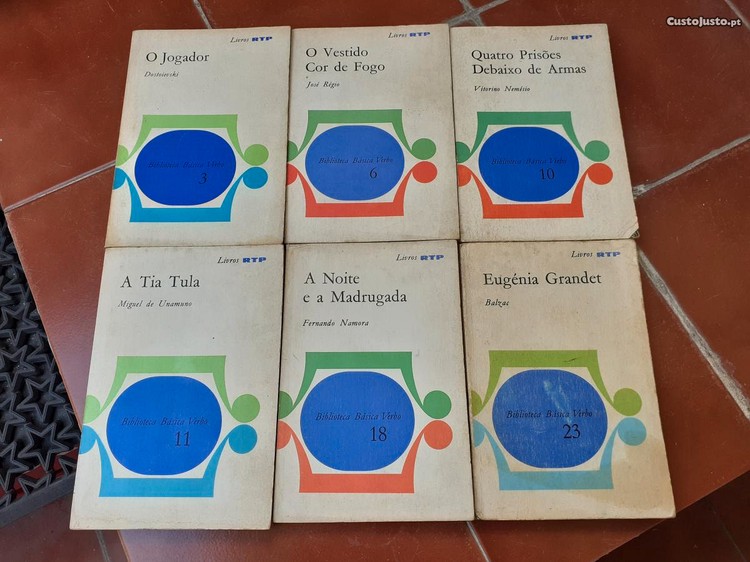 CustoJusto.pt
Livros RTP
O Jogador
Dostoievski
Biblioteca Básica Verbo
3
Livros RTP
O Vestido
Cor de Fogo
José Régio
Biblioteca Básica Verbo
6
Livros RTP
Quatro Prisões
Debaixo de Armas
Vitorino Nemésio
Biblioteca Básica Verbo
10
Livros RTP
A Tia Tula
Miguel de Unamuno
Biblioteca Básica Verbo
11
Livros RTP
A Noite
e a Madrugada
Fernando Namora
Biblioteca Básica Verbo
18
Livros RTP
Eugénia Grandet
Balzac
Biblioteca Básica Verbo
23